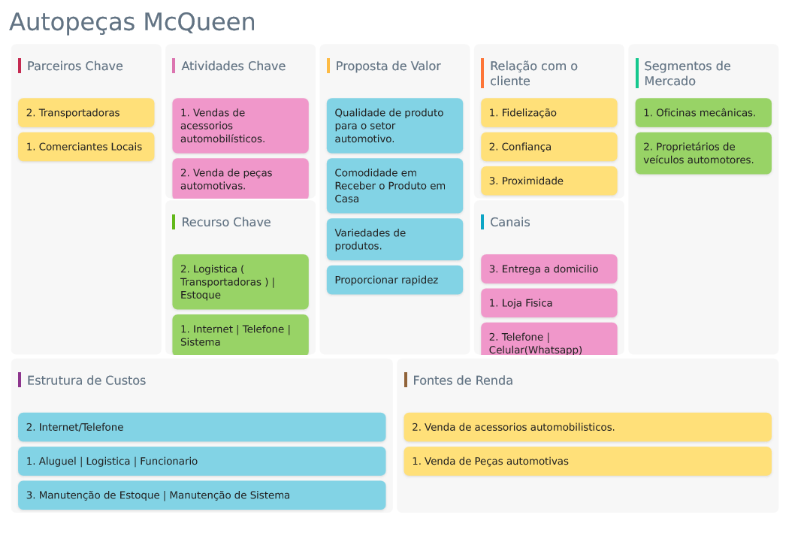 Autopeças McQueen
Parceiros Chave
2. Transportadoras
1. Comerciantes Locais
Atividades Chave
1. Vendas de
acessorios
automobilísticos.
2. Venda de peças
automotivas.
Recurso Chave
2. Logistica (
Transportadoras ) |
Estoque
1. Internet | Telefone |
Sistema
Proposta de Valor
Qualidade de produto
para o setor
automotivo.
Comodidade em
Receber o Produto em
Casa
Variedades de
produtos.
Proporcionar rapidez
Relação com o
cliente
1. Fidelização
2. Confiança
3. Proximidade
Canais
3. Entrega a domicilio
1. Loja Fisica
2. Telefone |
Celular(Whatsapp)
Segmentos de
Mercado
1. Oficinas mecânicas.
2. Proprietários de
veículos automotores.
Estrutura de Custos
2. Internet/Telefone
1. Aluguel | Logistica | Funcionario
3. Manutenção de Estoque | Manutenção de Sistema
Fontes de Renda
2. Venda de acessorios automobilisticos.
1. Venda de Peças automotivas